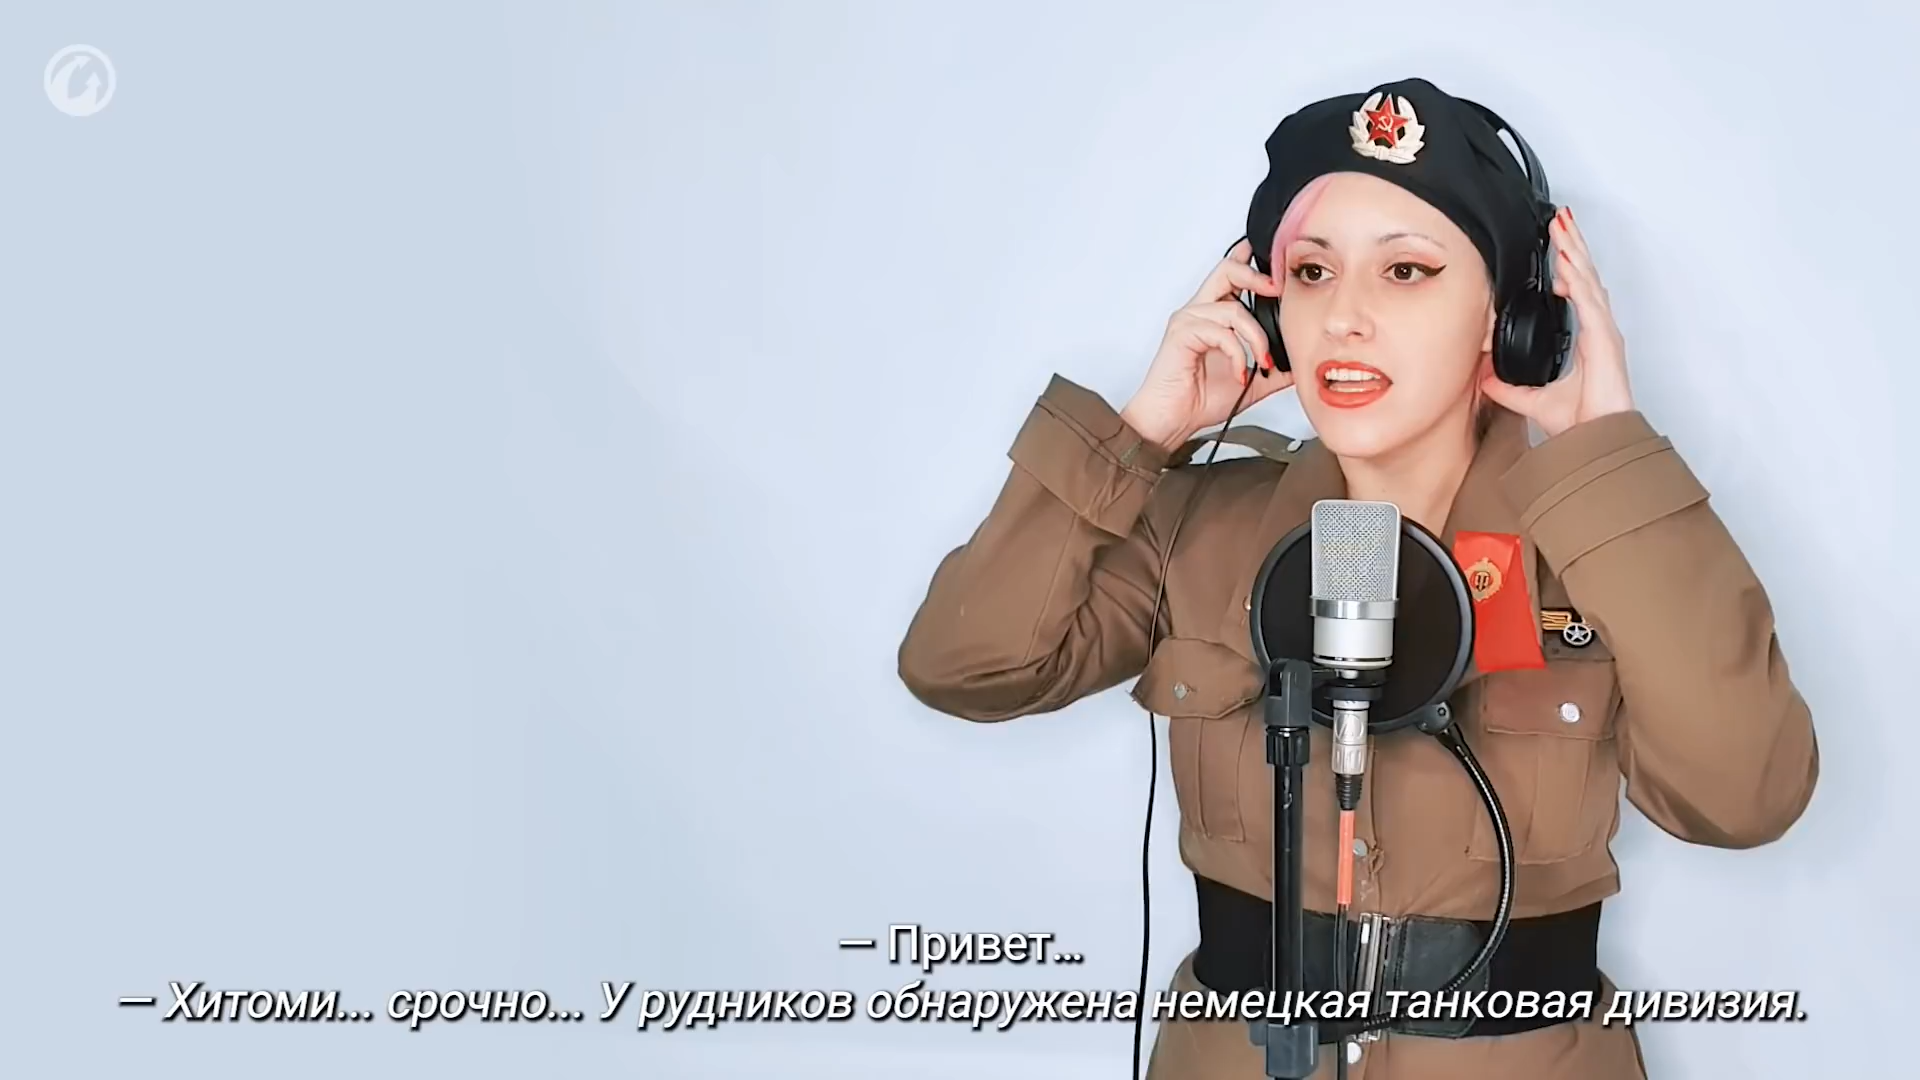 — Привет...
— Хитоми... срочно... У рудников обнаружена немецкая танковая дивизия.